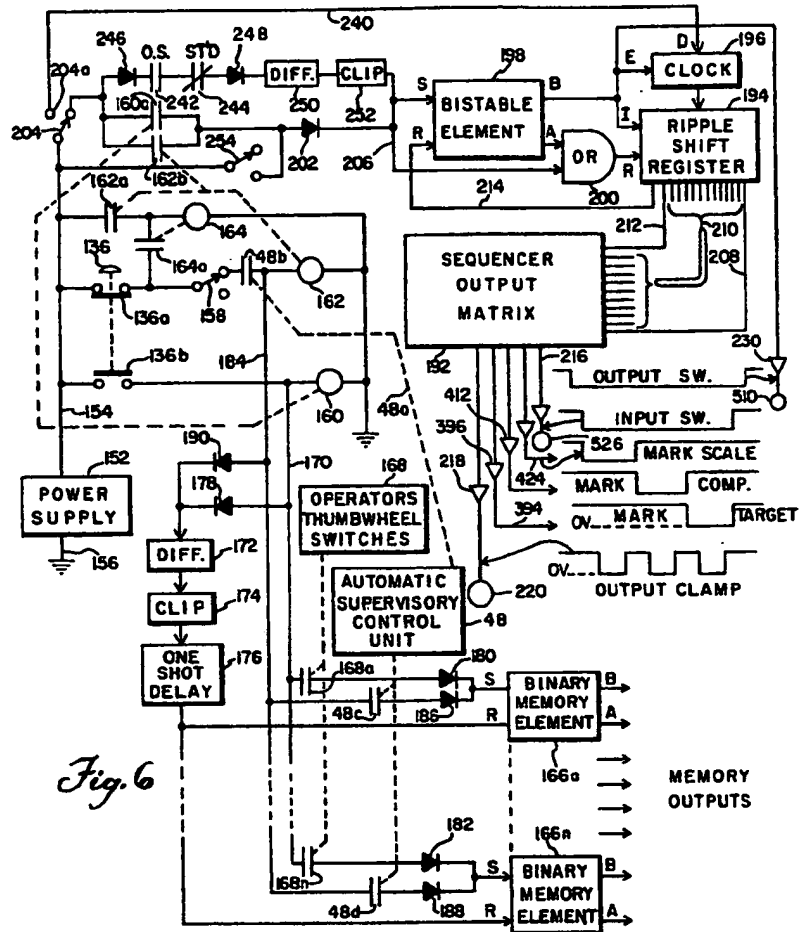 240
246 O.S. STD 248
D 196
204a
DIFF. CLIP
198
E CLOCK
160a 242 244 250 252
S BISTABLE ELEMENT B
194
204
I RIPPLE SHIFT REGISTER
254 202 206
R A OR R
162a 162b
214 200
212 210 208
164
136 164a 48b
SEQUENCER OUTPUT MATRIX
136a 158 162
230
184 192 216
136b
OUTPUT SW.
510
412
48a
INPUT SW.
154 160 396 526
190
424 MARK SCALE
152 170 168 218
POWER SUPPLY
178
OPERATORS THUMBWHEEL SWITCHES
MARK COMP.
394 OV MARK TARGET
156
DIFF. 172
AUTOMATIC SUPERVISORY CONTROL UNIT
OV
CLIP 174
220 OUTPUT CLAMP
48
ONE SHOT DELAY 176
168a 180
S BINARY MEMORY ELEMENT B
A
48c 186 R
166a
Fig. 6
MEMORY OUTPUTS
182 166n
168n
S BINARY MEMORY ELEMENT B
48d 188 R A